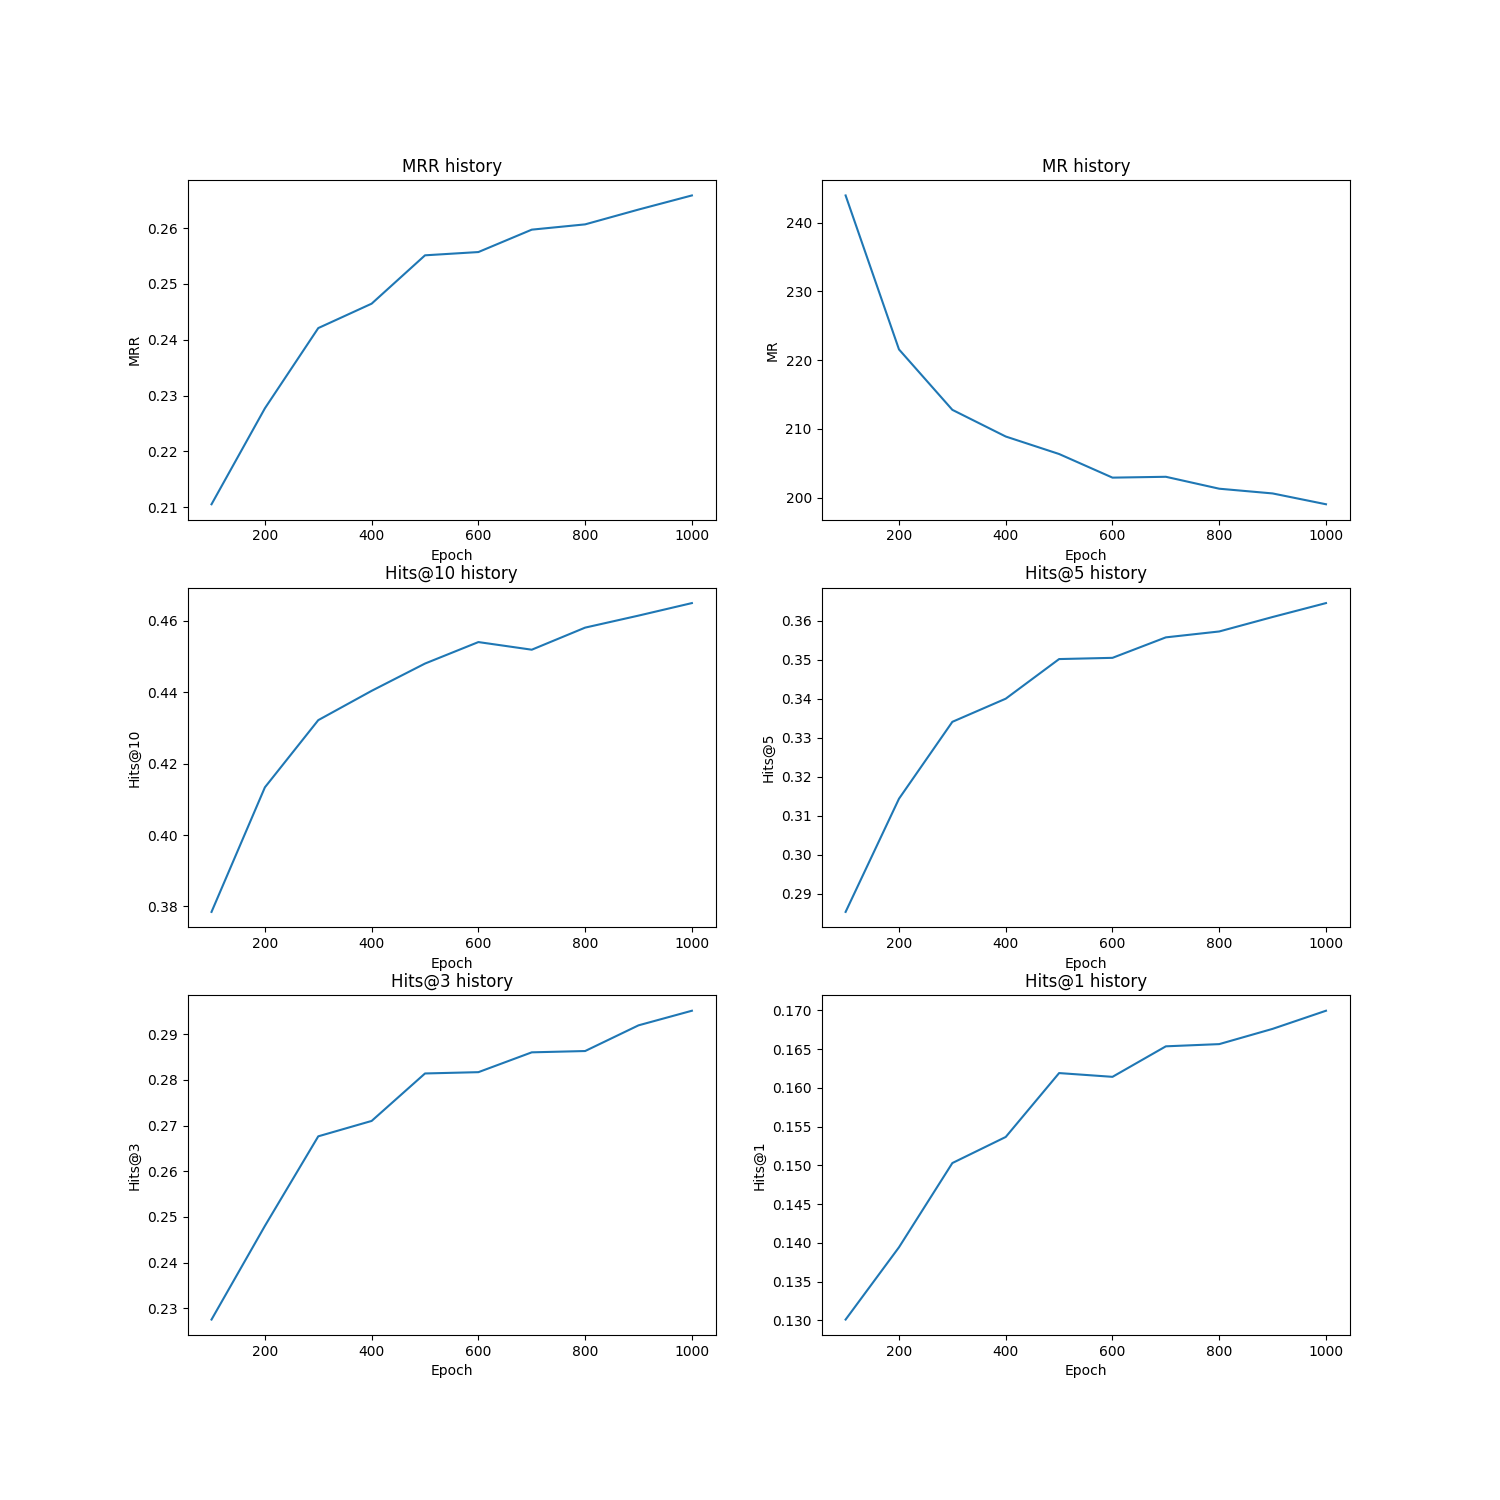 MRR history
MRR
0.26
0.25
0.24
0.23
0.22
0.21
200 400 600 800 1000
Epoch
MR history
MR
240
230
220
210
200
200 400 600 800 1000
Epoch
Hits@10 history
Hits@10
0.46
0.44
0.42
0.40
0.38
200 400 600 800 1000
Epoch
Hits@5 history
Hits@5
0.36
0.35
0.34
0.33
0.32
0.31
0.30
0.29
200 400 600 800 1000
Epoch
Hits@3 history
Hits@3
0.29
0.28
0.27
0.26
0.25
0.24
0.23
200 400 600 800 1000
Epoch
Hits@1 history
Hits@1
0.170
0.165
0.160
0.155
0.150
0.145
0.140
0.135
0.130
200 400 600 800 1000
Epoch